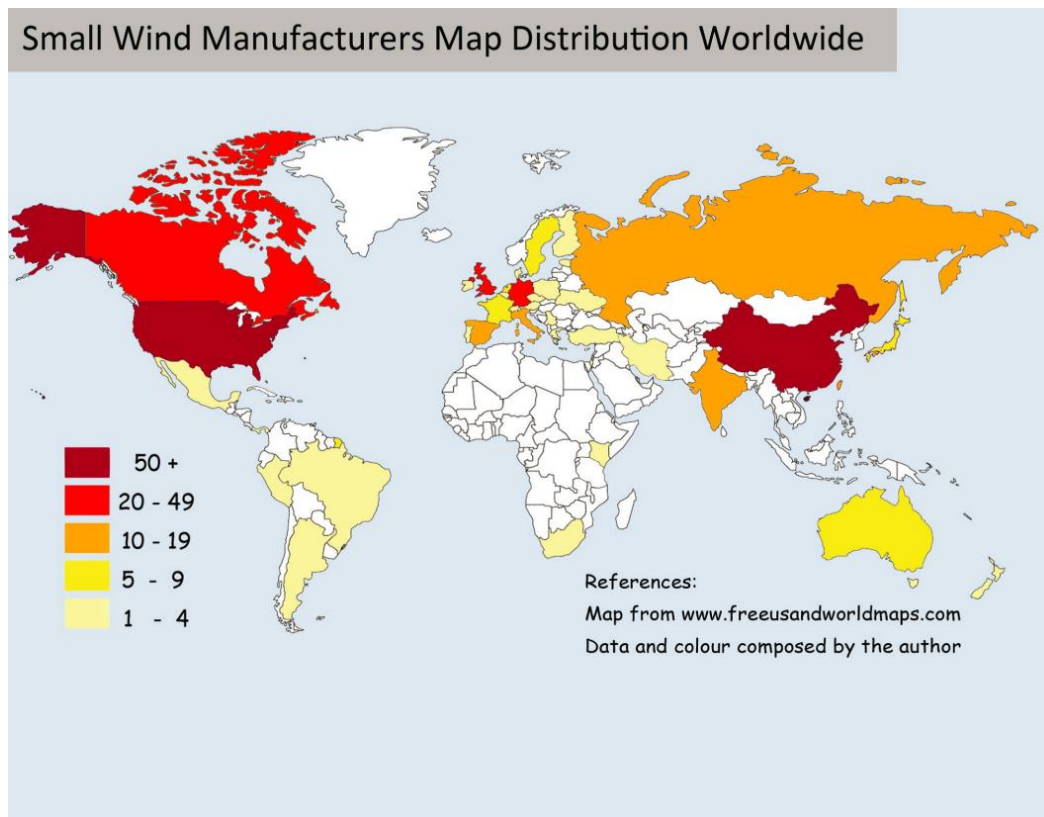 Small Wind Manufacturers Map Distribution Worldwide
50 +
20 - 49
10 - 19
5 - 9
1 - 4
References:
Map from www.freeusandworldmaps.com
Data and colour composed by the author